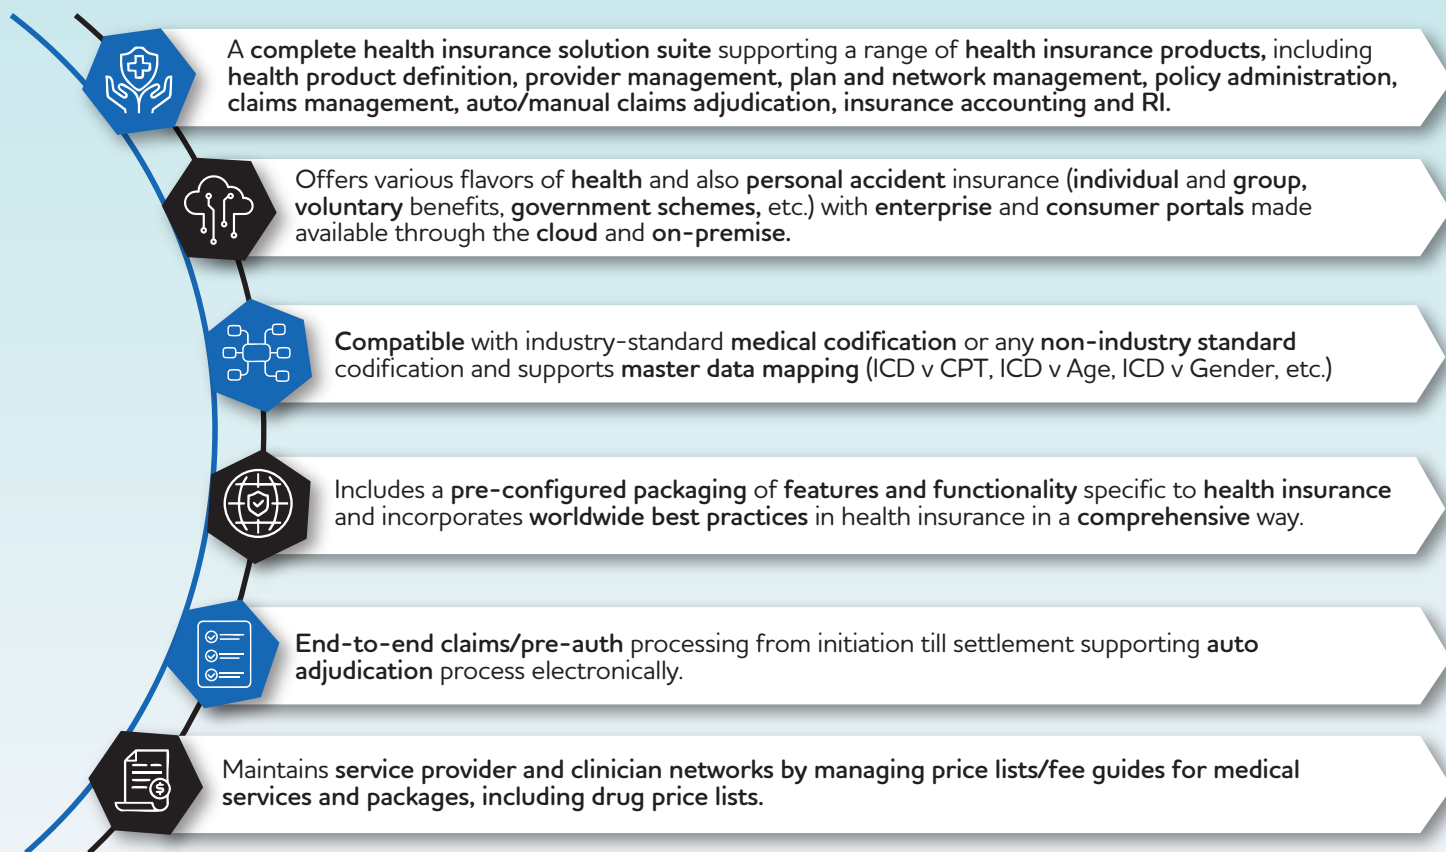 A complete health insurance solution suite supporting a range of health insurance products, including
health product definition, provider management, plan and network management, policy administration,
claims management, auto/manual claims adjudication, insurance accounting and RI.
Offers various flavors of health and also personal accident insurance (individual and group,
voluntary benefits, government schemes, etc.) with enterprise and consumer portals made
available through the cloud and on-premise.
Compatible with industry-standard medical codification or any non-industry standard
codification and supports master data mapping (ICD v CPT, ICD v Age, ICD v Gender, etc.)
Includes a pre-configured packaging of features and functionality specific to health insurance
and incorporates worldwide best practices in health insurance in a comprehensive way.
End-to-end claims/pre-auth processing from initiation till settlement supporting auto
adjudication process electronically.
Maintains service provider and clinician networks by managing price lists/fee guides for medical
services and packages, including drug price lists.